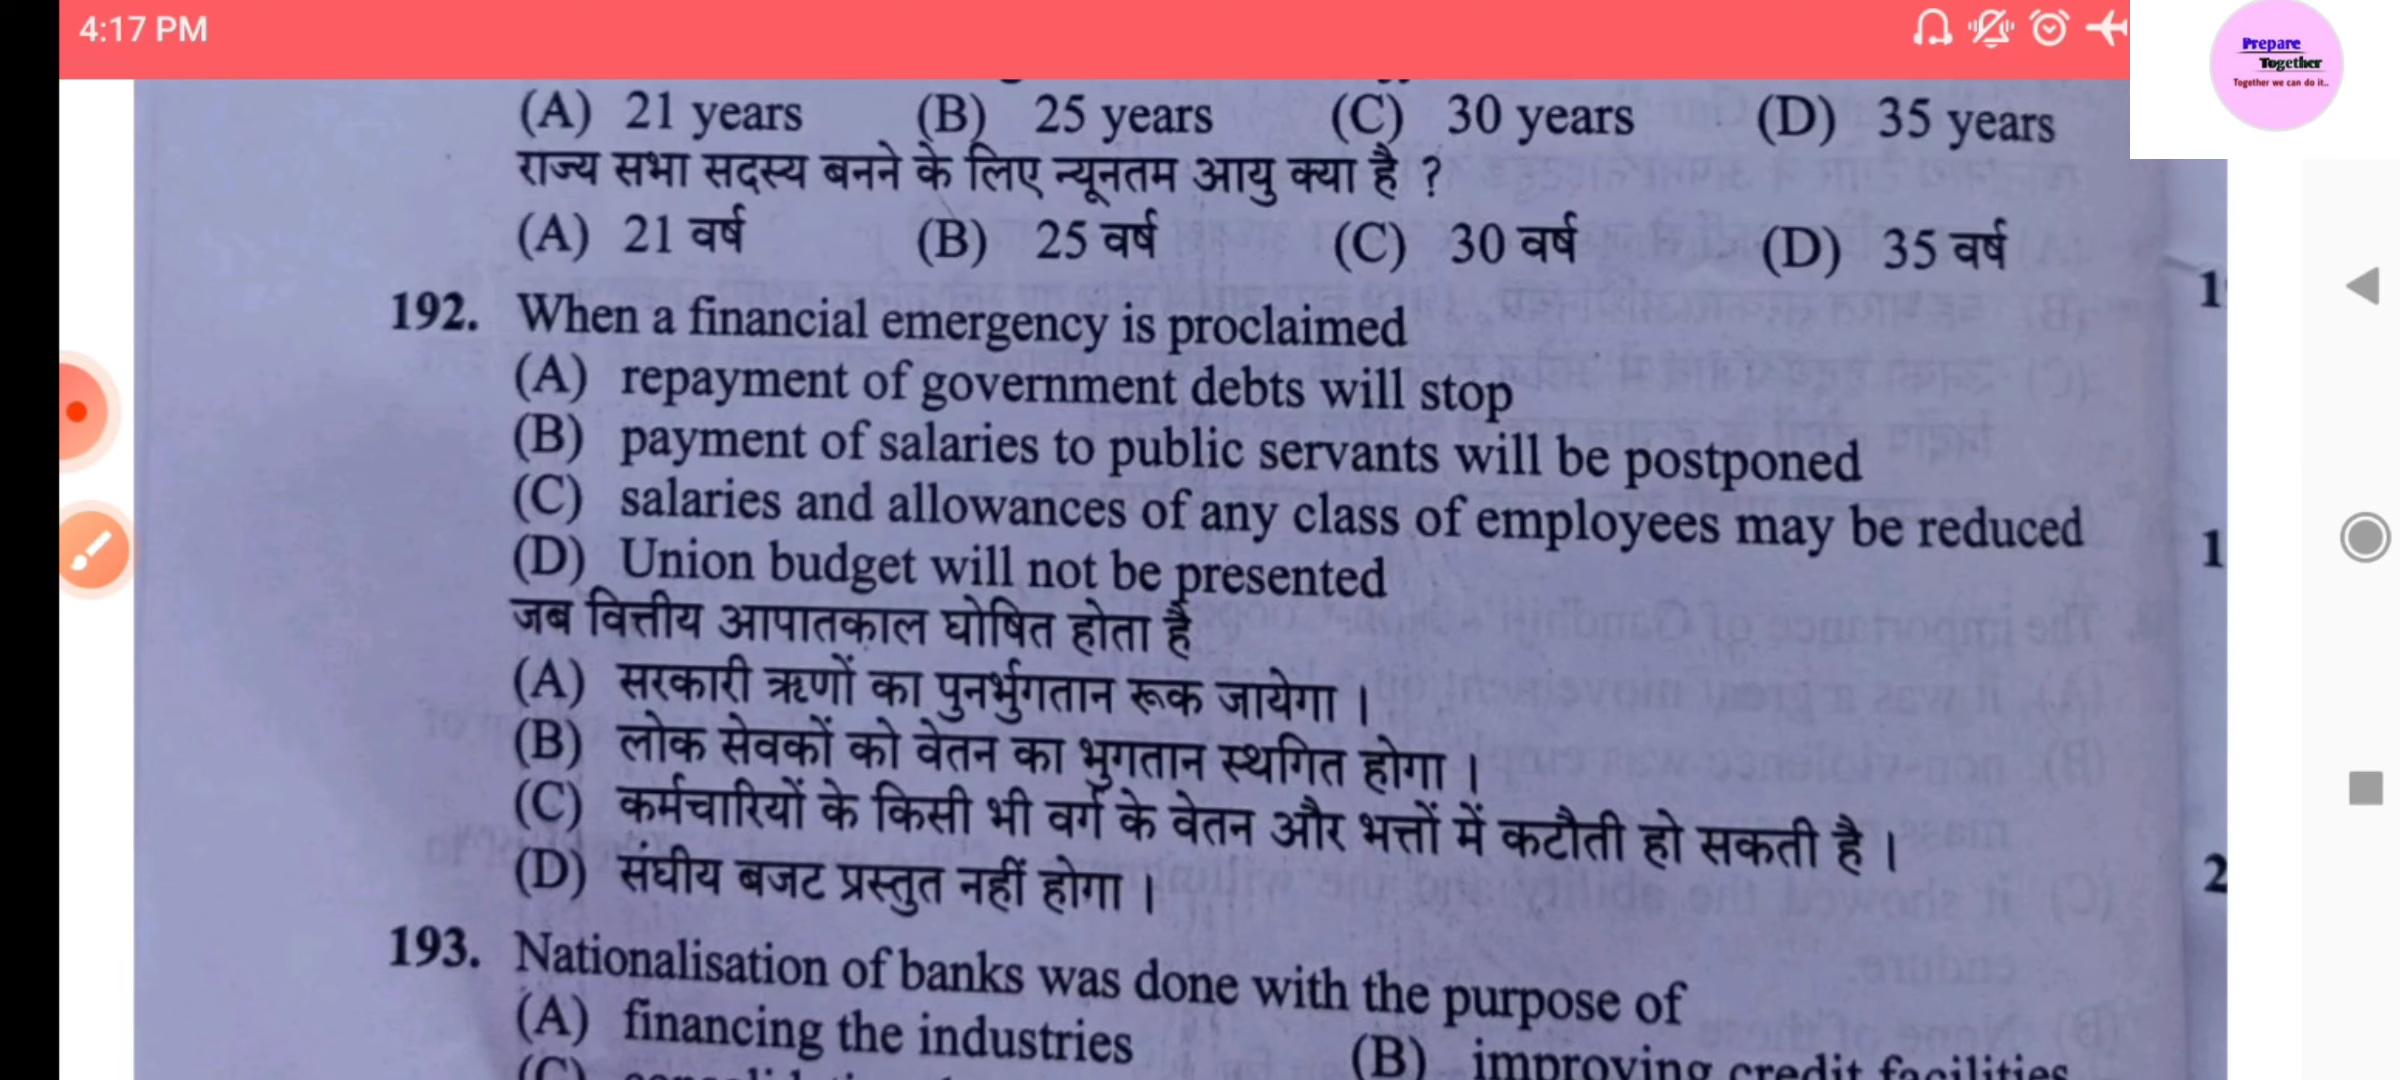 4:17 PM
Prepare
Together
Together we can do it..
(A) 21 years (B) 25 years (C) 30 years (D) 35 years
राज्य सभा सदस्य बनने के लिए न्यूनतम आयु क्या है ?
(A) 21 वर्ष (B) 25 वर्ष (C) 30 वर्ष (D) 35 वर्ष
192. When a financial emergency is proclaimed
(A) repayment of government debts will stop
(B) payment of salaries to public servants will be postponed
(C) salaries and allowances of any class of employees may be reduced
(D) Union budget will not be presented
जब वित्तीय आपातकाल घोषित होता है
(A) सरकारी ऋणों का पुनर्भुगतान रूक जायेगा ।
(B) लोक सेवकों को वेतन का भुगतान स्थगित होगा ।
(C) कर्मचारियों के किसी भी वर्ग के वेतन और भत्तों में कटौती हो सकती है ।
(D) संघीय बजट प्रस्तुत नहीं होगा ।
193. Nationalisation of banks was done with the purpose of
(A) financing the industries (B) improving credit facilities
(C)